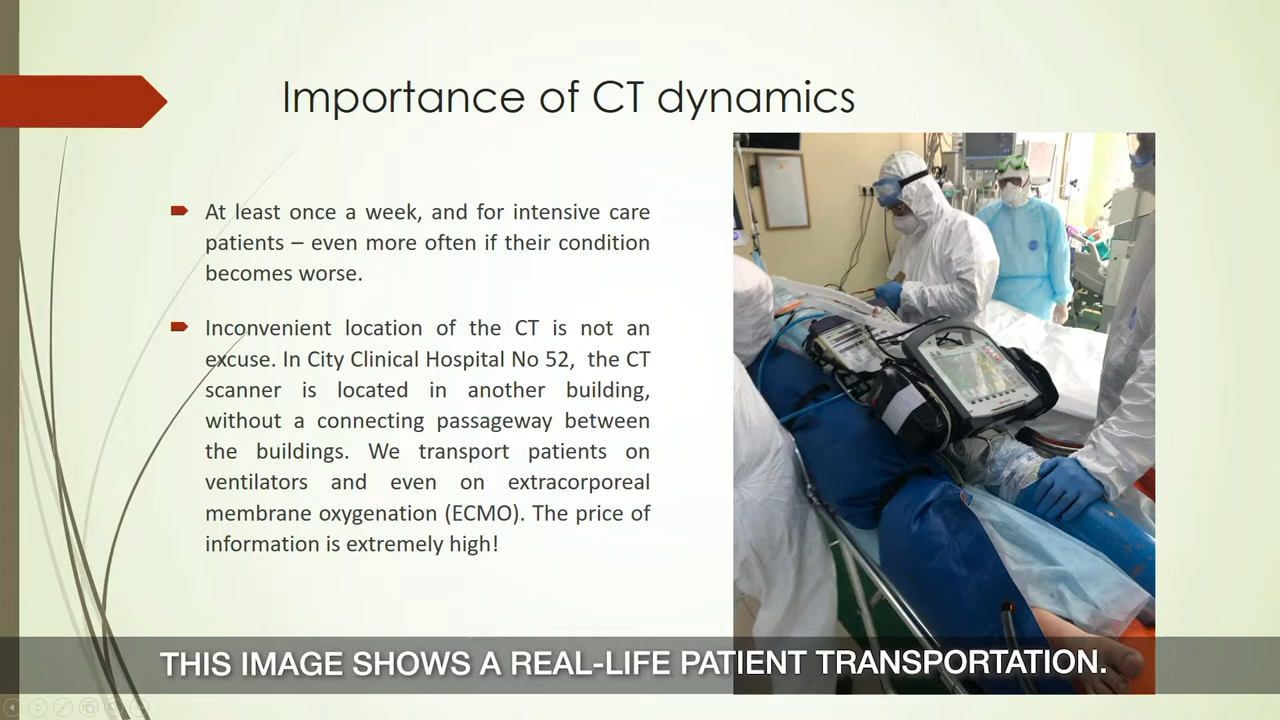 Importance of CT dynamics
At least once a week, and for intensive care
patients – even more often if their condition
becomes worse.
Inconvenient location of the CT is not an
excuse. In City Clinical Hospital No 52, the CT
scanner is located in another building,
without a connecting passageway between
the buildings. We transport patients on
ventilators and even on extracorporeal
membrane oxygenation (ECMO). The price of
information is extremely high!
THIS IMAGE SHOWS A REAL-LIFE PATIENT TRANSPORTATION.